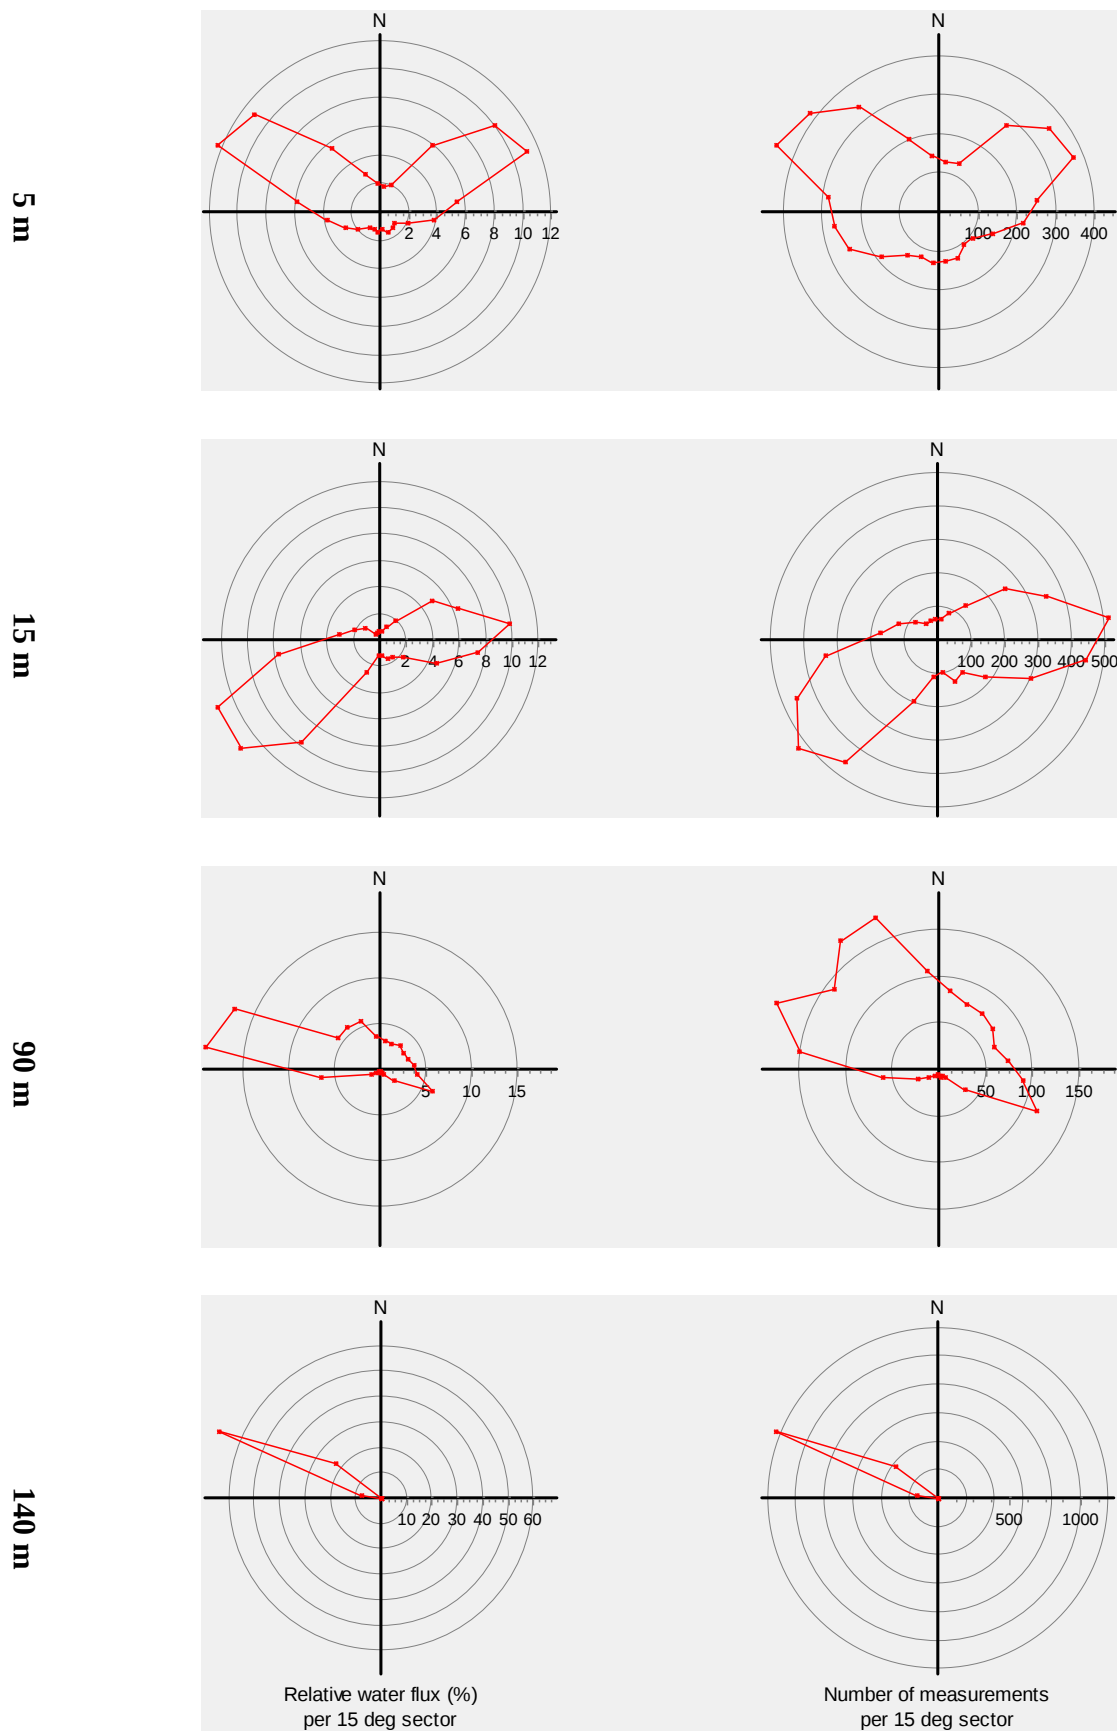 5 m
N
2 4 6 8 10 12
N
100 200 300 400
15 m
N
2 4 6 8 10 12
N
100 200 300 400 500
90 m
N
5 10 15
N
50 100 150
140 m
N
10 20 30 40 50 60
N
500 1000
Relative water flux (%)
per 15 deg sector
Number of measurements
per 15 deg sector